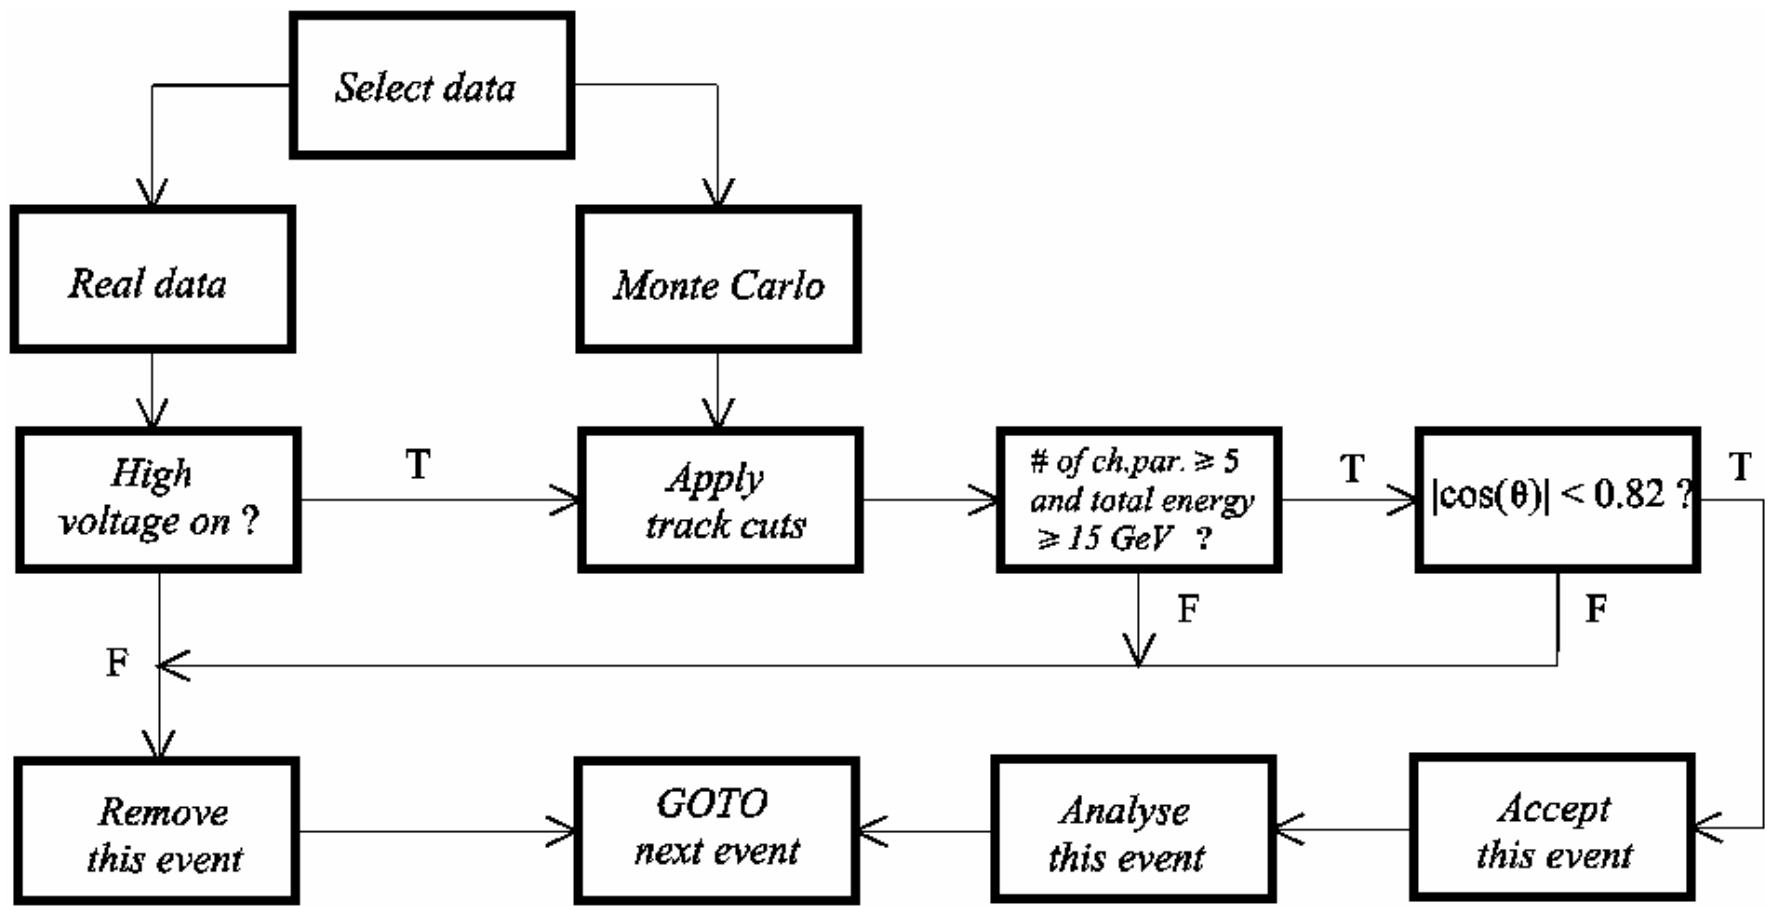 Select data
Real data
Monte Carlo
High
voltage on ?
T
Apply
track cuts
# of ch.par. ⩾ 5
and total energy
⩾ 15 GeV ?
T
|cos(θ)| < 0.82 ?
T
F
F
F
Remove
this event
GOTO
next event
Analyse
this event
Accept
this event